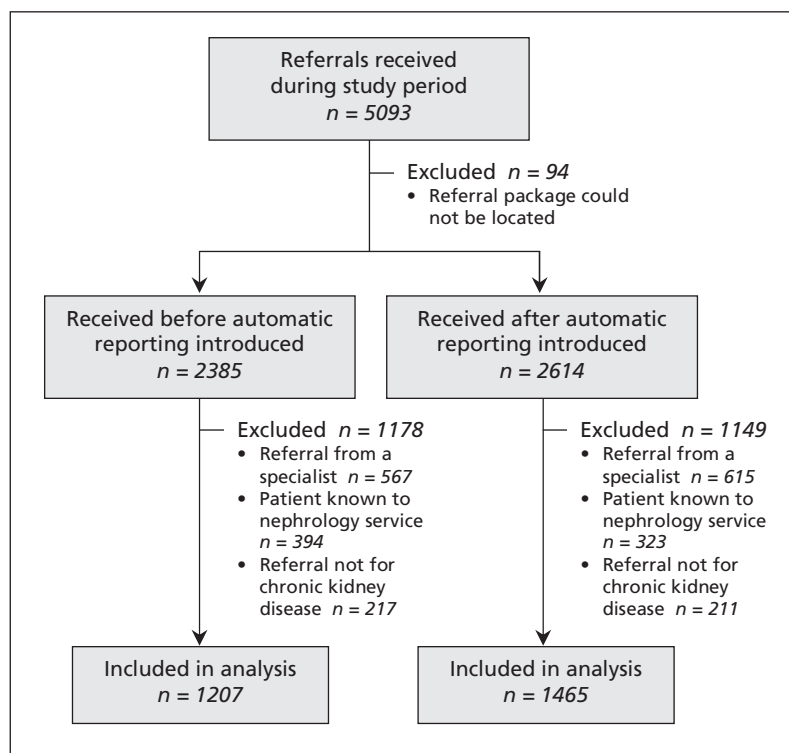 Referrals received
during study period
n = 5093
Excluded n = 94
• Referral package could
not be located
Received before automatic
reporting introduced
n = 2385
Received after automatic
reporting introduced
n = 2614
Excluded n = 1178
• Referral from a
specialist n = 567
• Patient known to
nephrology service
n = 394
• Referral not for
chronic kidney
disease n = 217
Excluded n = 1149
• Referral from a
specialist n = 615
• Patient known to
nephrology service
n = 323
• Referral not for
chronic kidney
disease n = 211
Included in analysis
n = 1207
Included in analysis
n = 1465